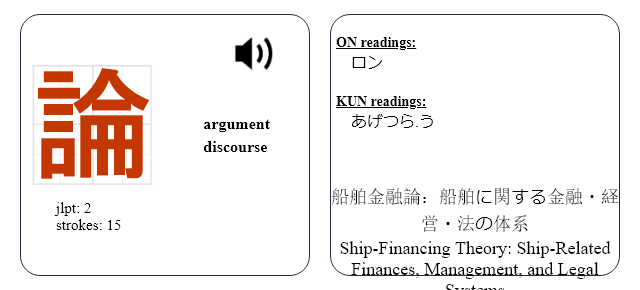 論
argument
discourse
jlpt: 2
strokes: 15
ON readings:
ロン
KUN readings:
あげつら.う
船舶金融論：船舶に関する金融・経
営・法の体系
Ship-Financing Theory: Ship-Related
Finances, Management, and Legal
Systems